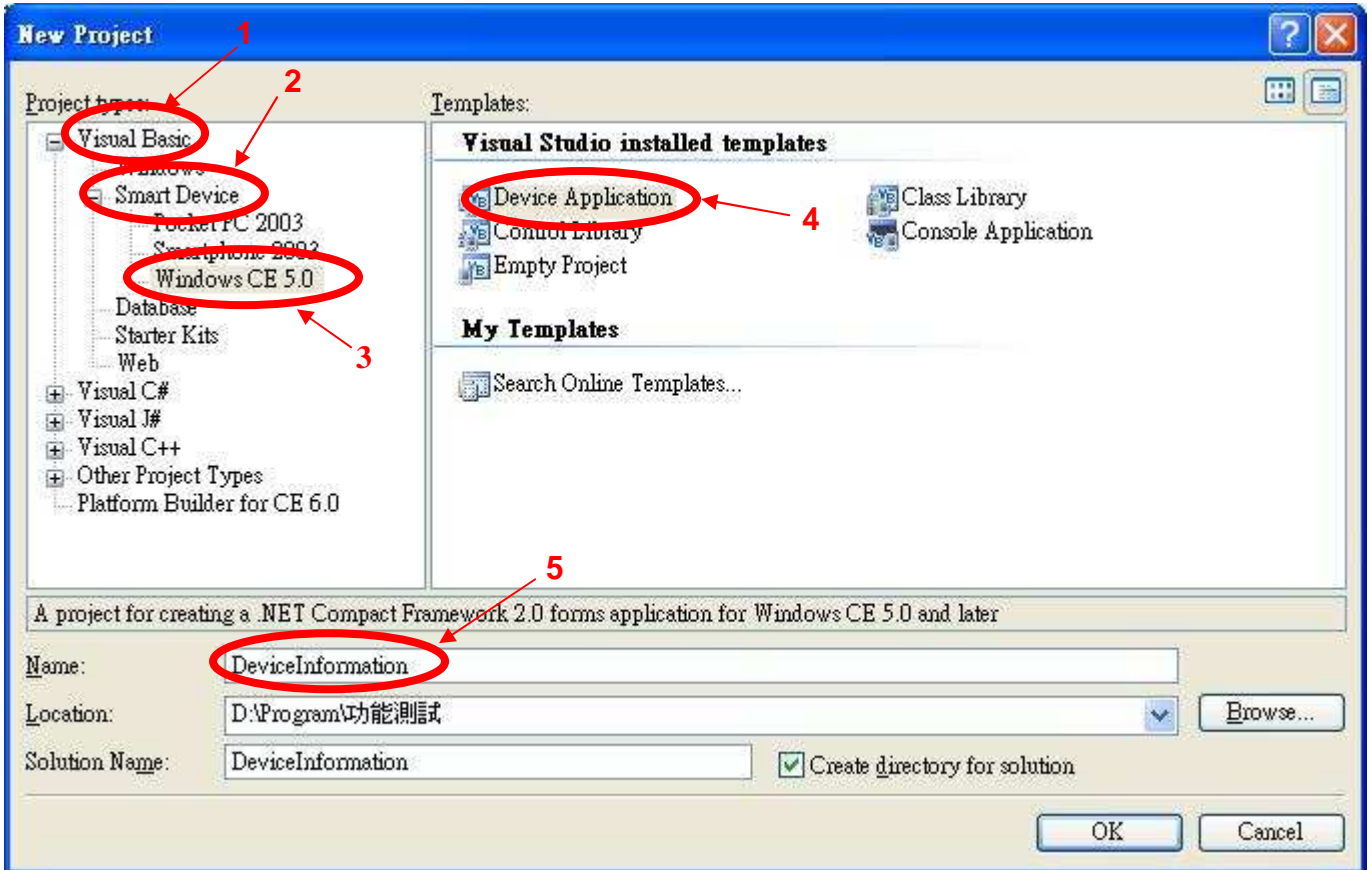 New Project
1
2
Project types:
Templates:
Visual Basic
Windows
Smart Device
Pocket PC 2003
Smartphone 2003
Windows CE 5.0
Database
Starter Kits
Web
Visual C#
Visual J#
Visual C++
Other Project Types
Platform Builder for CE 6.0
3
Visual Studio installed templates
Device Application
Class Library
4
Control Library
Console Application
Empty Project
My Templates
Search Online Templates...
5
A project for creating a .NET Compact Framework 2.0 forms application for Windows CE 5.0 and later
Name:
DeviceInformation
Location:
D:\Program\功能測試
Browse...
Solution Name:
DeviceInformation
Create directory for solution
OK
Cancel